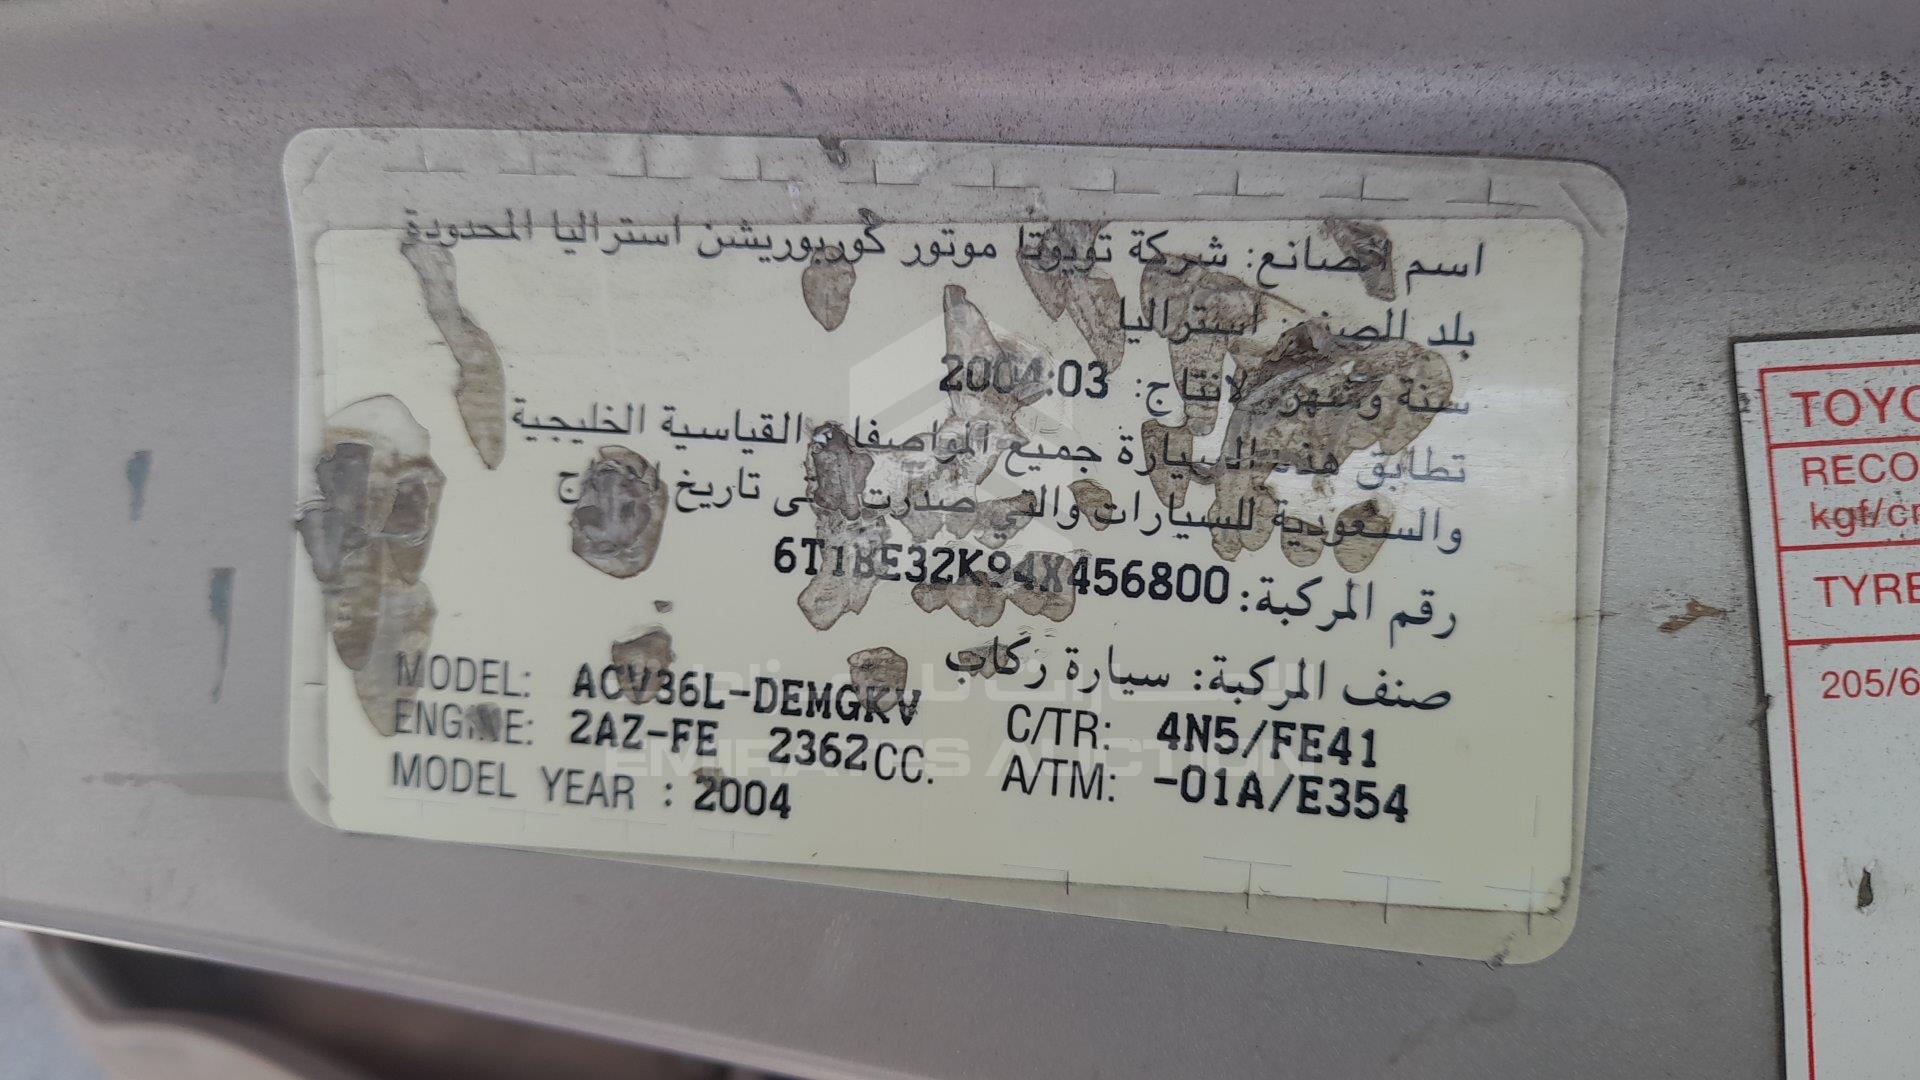 اسم الصانع: شركة تويوتا موتور كوربوريشن استراليا المحدودة
بلد الصنع: استراليا
سنة وشهر الانتاج: 2004:03
تطابق هذه السيارة جميع المواصفات القياسية الخليجية
والسعودية للسيارات والتي صدرت تاريخ
رقم المركبة: 6T1BE32K94X456800
صنف المركبة: سيارة ركاب
MODEL: ACV36L-DEMGKV C/TR: 4N5/FE41
ENGINE: 2AZ-FE 2362CC. A/TM: -01A/E354
MODEL YEAR : 2004
EMIRATES AUCTION
TOYO
RECO
kgf/cm
TYRE
205/6